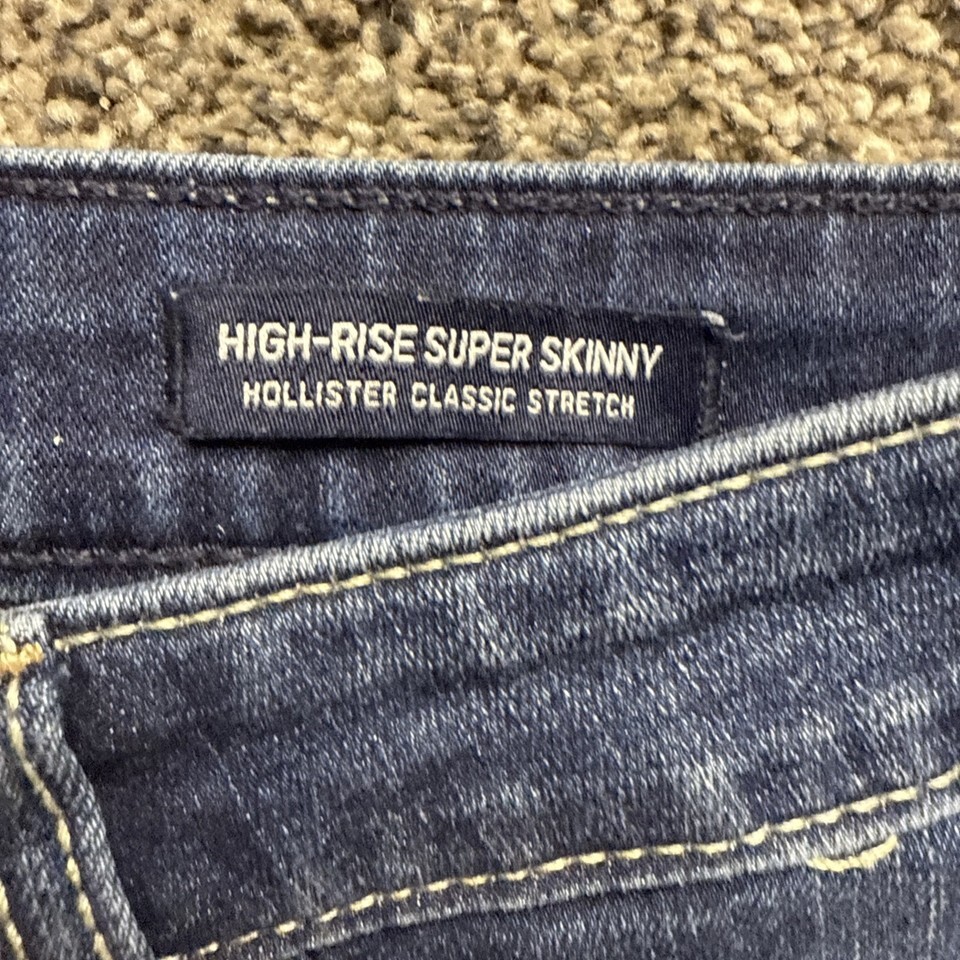 HIGH-RISE SUPER SKINNY
HOLLISTER CLASSIC STRETCH